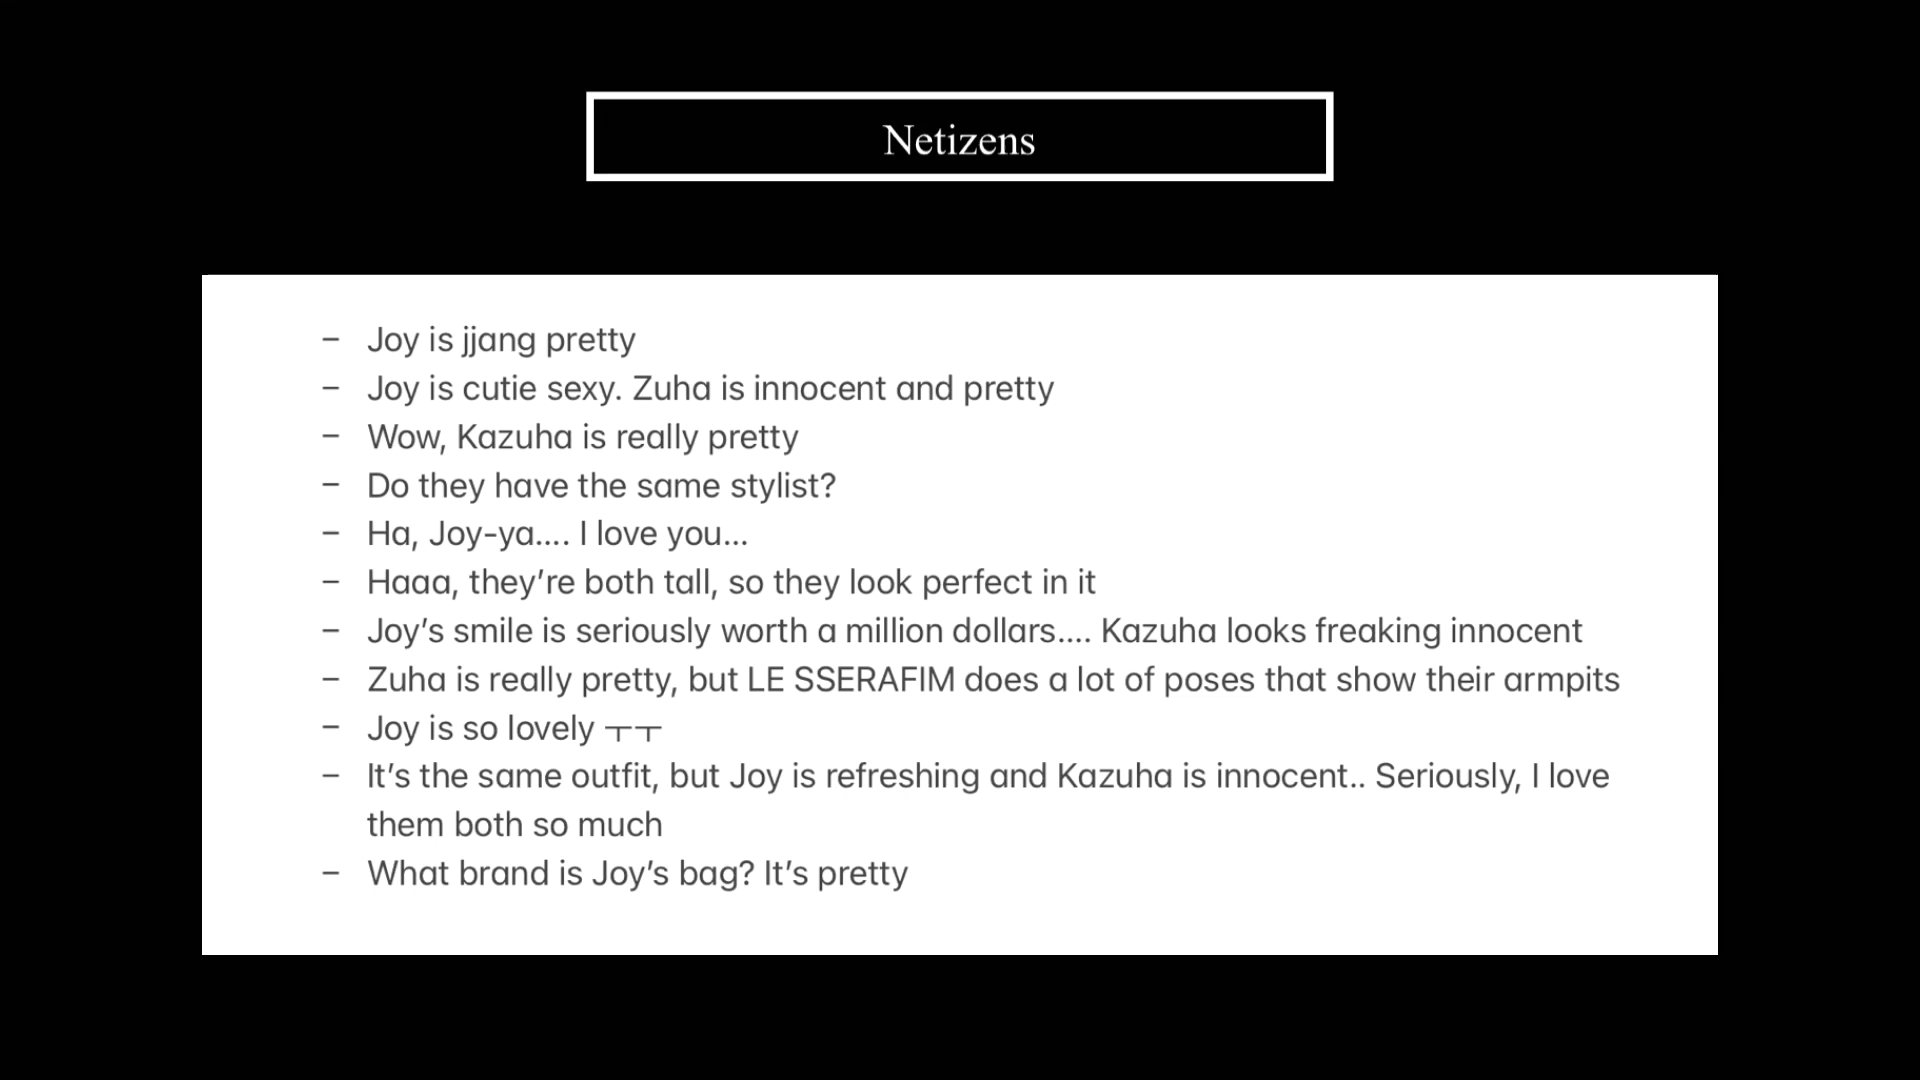 Netizens
– Joy is jjang pretty
– Joy is cutie sexy. Zuha is innocent and pretty
– Wow, Kazuha is really pretty
– Do they have the same stylist?
– Ha, Joy-ya.... I love you...
– Haaa, they’re both tall, so they look perfect in it
– Joy’s smile is seriously worth a million dollars.... Kazuha looks freaking innocent
– Zuha is really pretty, but LE SSERAFIM does a lot of poses that show their armpits
– Joy is so lovely ㅜㅜ
– It’s the same outfit, but Joy is refreshing and Kazuha is innocent.. Seriously, I love
them both so much
– What brand is Joy’s bag? It’s pretty